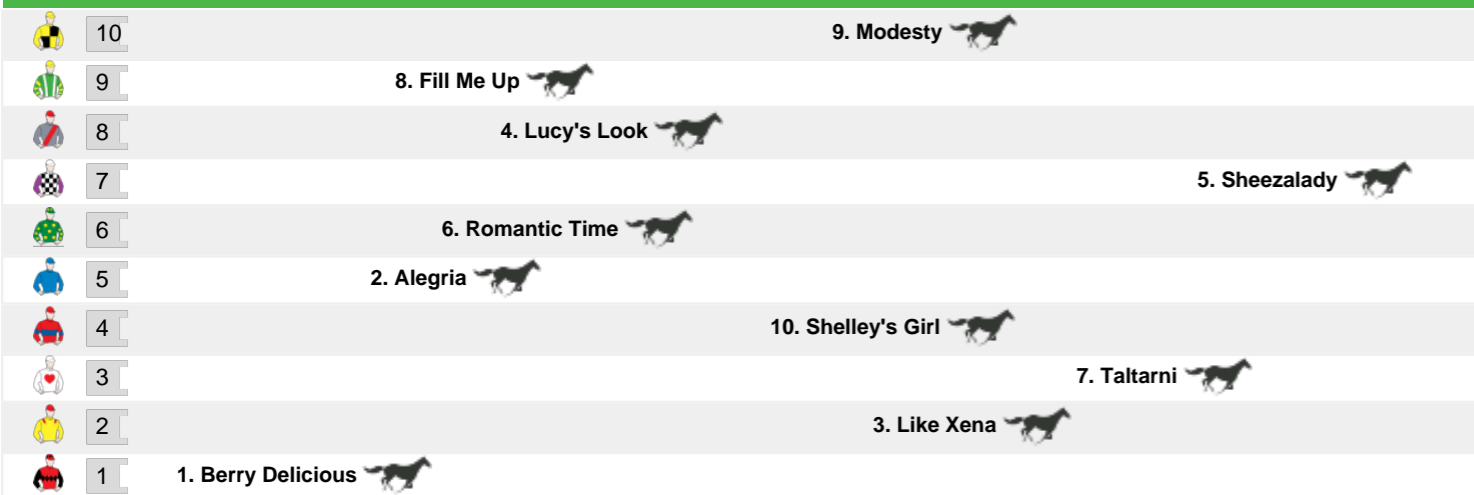 10 9. Modesty
9 8. Fill Me Up
8 4. Lucy's Look
7 5. Sheezalady
6 6. Romantic Time
5 2. Alegria
4 10. Shelley's Girl
3 7. Taltarni
2 3. Like Xena
1 1. Berry Delicious